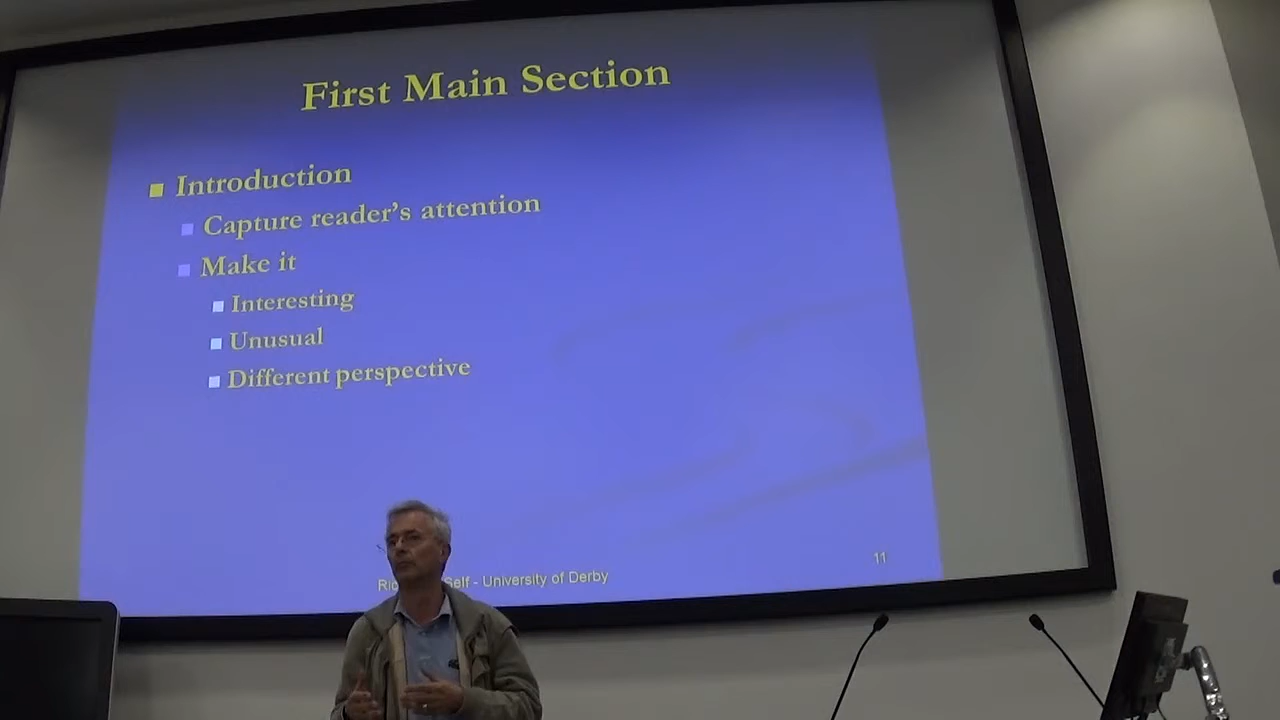 First Main Section
Introduction
Capture reader's attention
Make it
Interesting
Unusual
Different perspective
Self - University of Derby
11